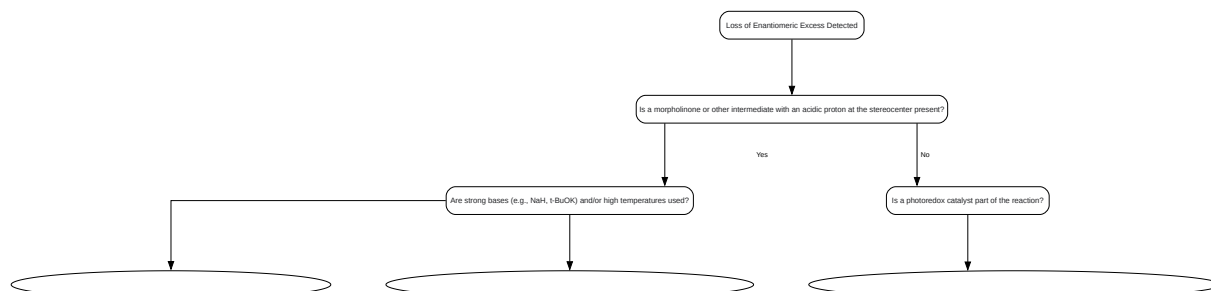 Loss of Enantiomeric Excess Detected
Is a morpholinone or other intermediate with an acidic proton at the stereocenter present?
Yes
No
Are strong bases (e.g., NaH, t-BuOK) and/or high temperatures used?
Is a photoredox catalyst part of the reaction?